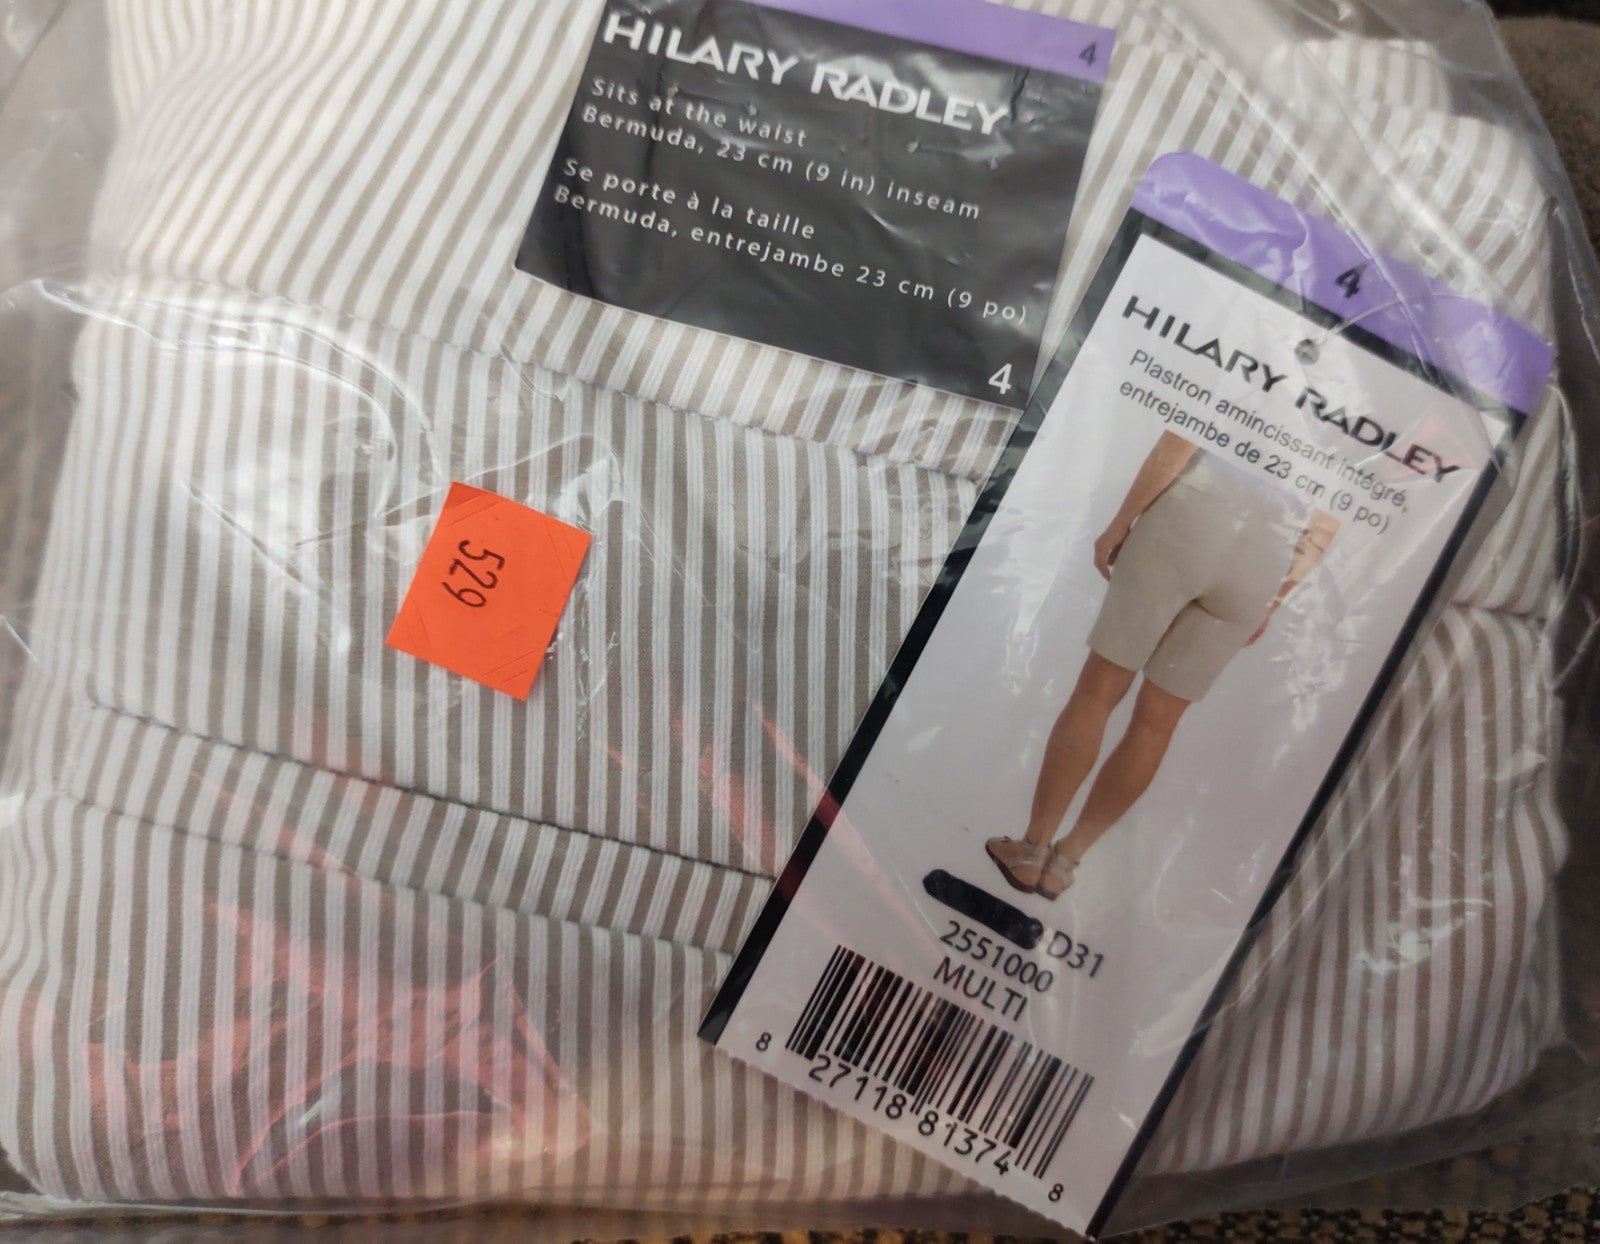 4
HILARY RADLEY
Sits at the waist
Bermuda, 23 cm (9 in) inseam
Se porte à la taille
Bermuda, entrejambe 23 cm (9 po)
4
4
HILARY RADLEY
Plastron amincissant intégré,
entrejambe de 23 cm (9 po)
529
D31
2551000
MULTI
8 27118 81374 8